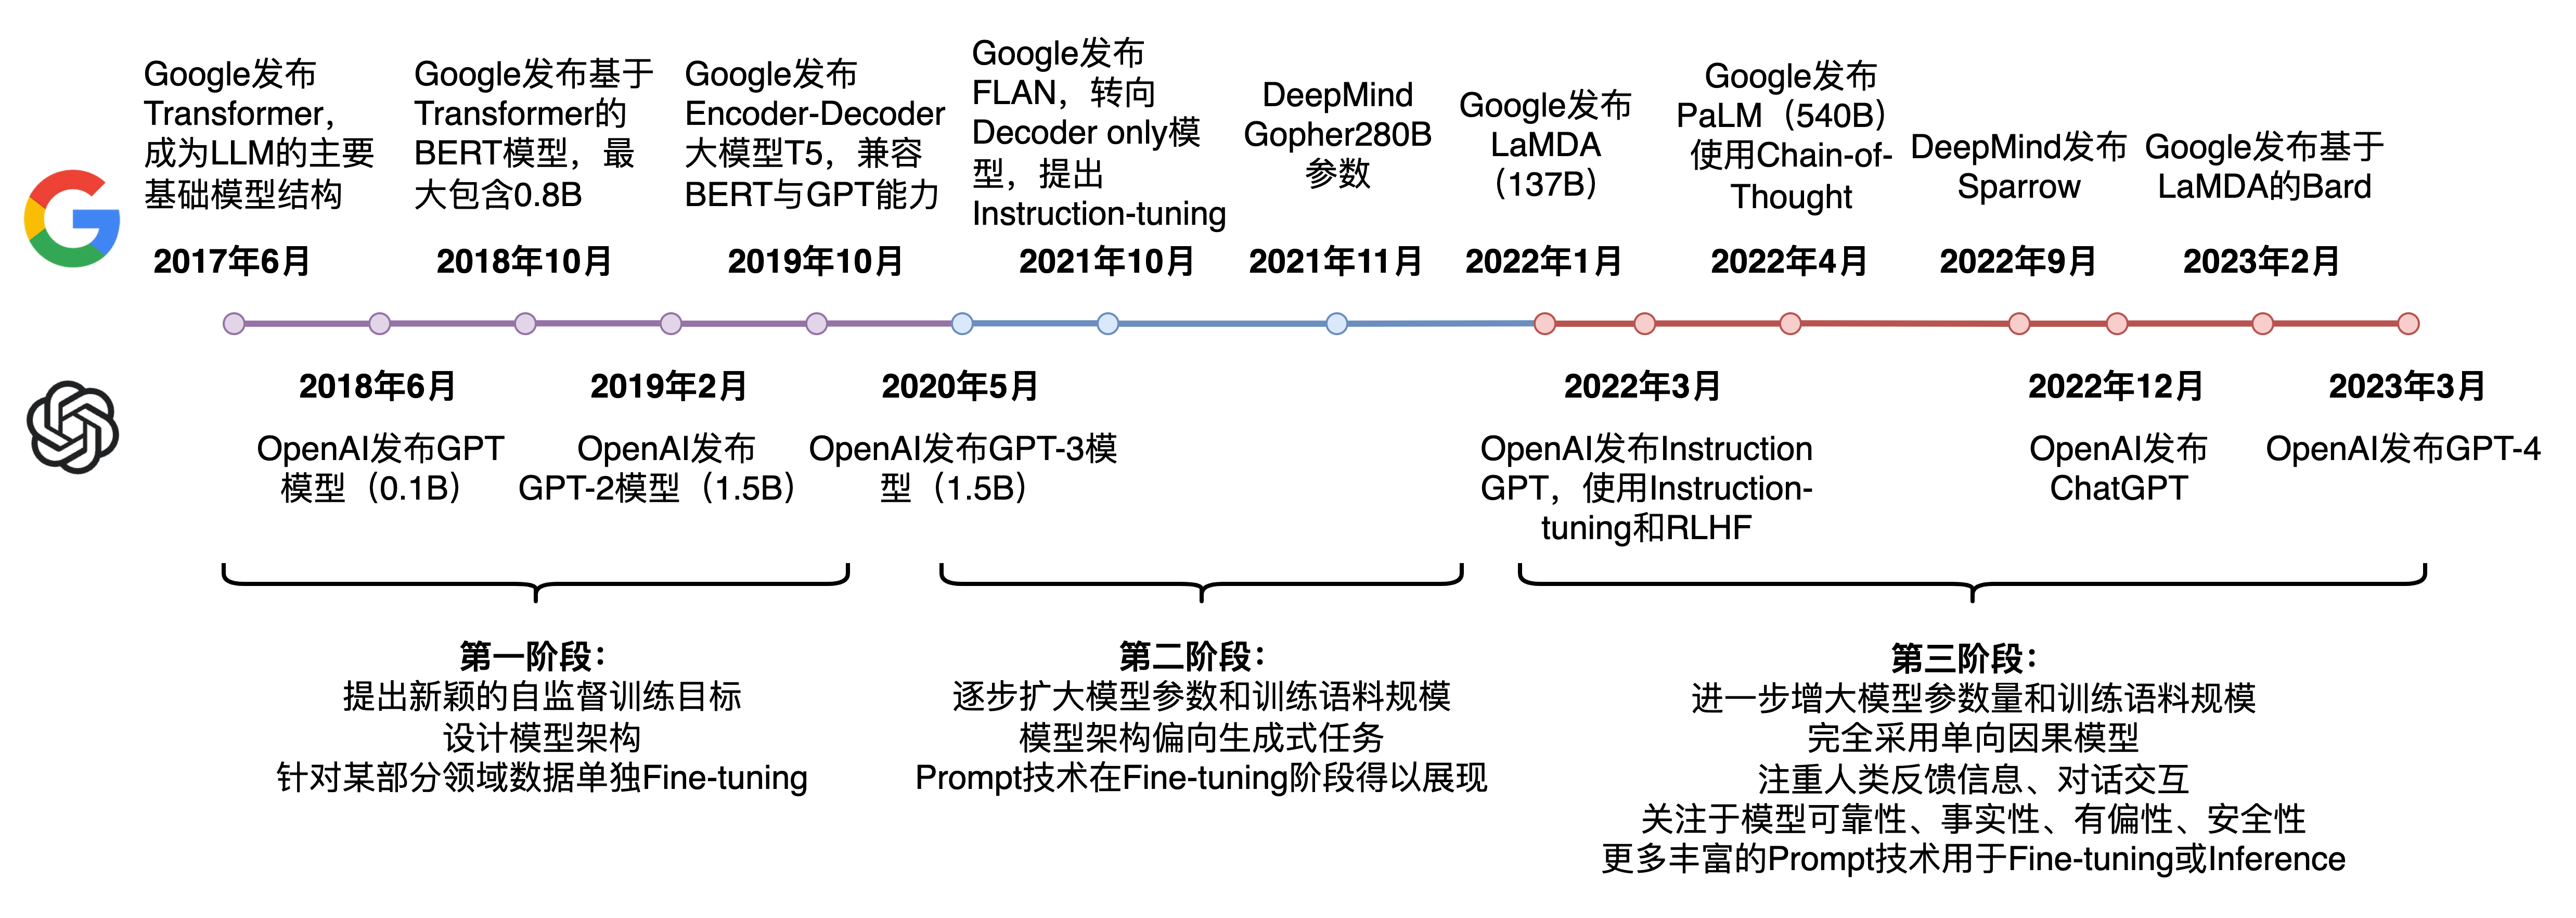 Google发布
Transformer，
成为LLM的主要
基础模型结构
2017年6月
Google发布基于
Transformer的
BERT模型，最
大包含0.8B
2018年10月
Google发布
Encoder-Decoder
大模型T5，兼容
BERT与GPT能力
2019年10月
Google发布
FLAN，转向
Decoder only模
型，提出
Instruction-tuning
2021年10月
DeepMind
Gopher280B
参数
2021年11月
Google发布
LaMDA
（137B）
2022年1月
Google发布
PaLM（540B）
使用Chain-of-
Thought
2022年4月
DeepMind发布
Sparrow
2022年9月
Google发布基于
LaMDA的Bard
2023年2月
2018年6月
OpenAI发布GPT
模型（0.1B）
2019年2月
OpenAI发布
GPT-2模型（1.5B）
2020年5月
OpenAI发布GPT-3模
型（1.5B）
2022年3月
OpenAI发布Instruction
GPT，使用Instruction-
tuning和RLHF
2022年12月
OpenAI发布
ChatGPT
2023年3月
OpenAI发布GPT-4
第一阶段：
提出新颖的自监督训练目标
设计模型架构
针对某部分领域数据单独Fine-tuning
第二阶段：
逐步扩大模型参数和训练语料规模
模型架构偏向生成式任务
Prompt技术在Fine-tuning阶段得以展现
第三阶段：
进一步增大模型参数量和训练语料规模
完全采用单向因果模型
注重人类反馈信息、对话交互
关注于模型可靠性、事实性、有偏性、安全性
更多丰富的Prompt技术用于Fine-tuning或Inference